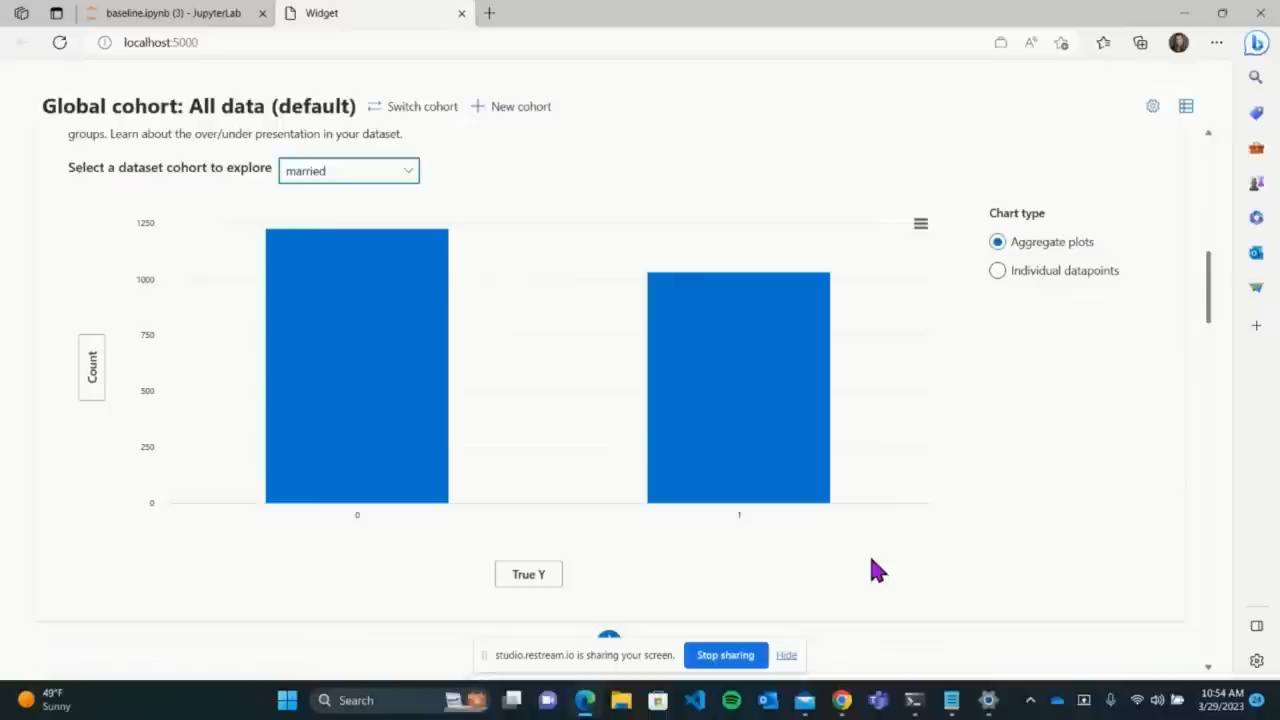 baseline.ipynb (3) - JupyterLab
Widget
localhost:5000
Global cohort: All data (default) Switch cohort New cohort
groups. Learn about the over/under presentation in your dataset.
Select a dataset cohort to explore married
Chart type
Aggregate plots
Individual datapoints
1250
1000
750
500
250
0
Count
0 1
True Y
studio.restream.io is sharing your screen. Stop sharing Hide
49°F
Sunny
Search
10:54 AM
3/29/2023